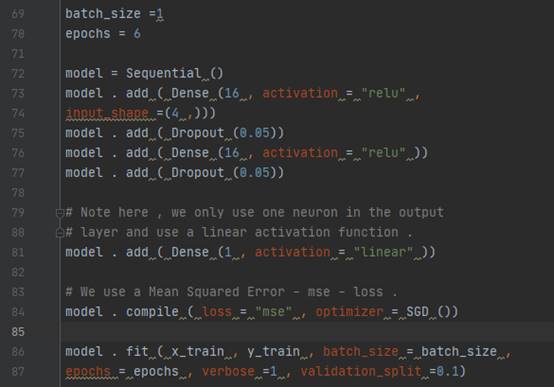 69 batch_size =1
70 epochs = 6
71
72 model = Sequential ()
73 model . add ( Dense (16 , activation = "relu" ,
74 input_shape =(4 ,)))
75 model . add ( Dropout (0.05))
76 model . add ( Dense (16 , activation = "relu" ))
77 model . add ( Dropout (0.05))
78
79 # Note here , we only use one neuron in the output
80 # layer and use a linear activation function .
81 model . add ( Dense (1 , activation = "linear" ))
82
83 # We use a Mean Squared Error - mse - loss .
84 model . compile ( loss = "mse" , optimizer = SGD ())
85
86 model . fit ( x_train , y_train , batch_size = batch_size ,
87 epochs = epochs , verbose =1 , validation_split =0.1)